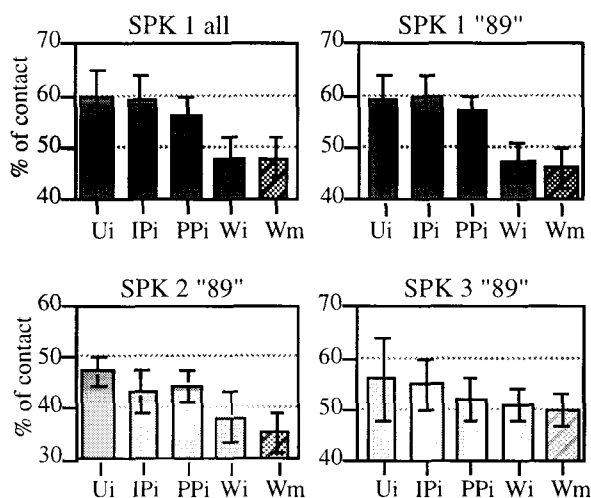 SPK 1 all
SPK 1 "89"
% of contact
70
60
50
40
Ui IPi PPi Wi Wm
70
60
50
40
Ui IPi PPi Wi Wm
SPK 2 "89"
SPK 3 "89"
% of contact
60
50
40
30
Ui IPi PPi Wi Wm
70
60
50
40
Ui IPi PPi Wi Wm